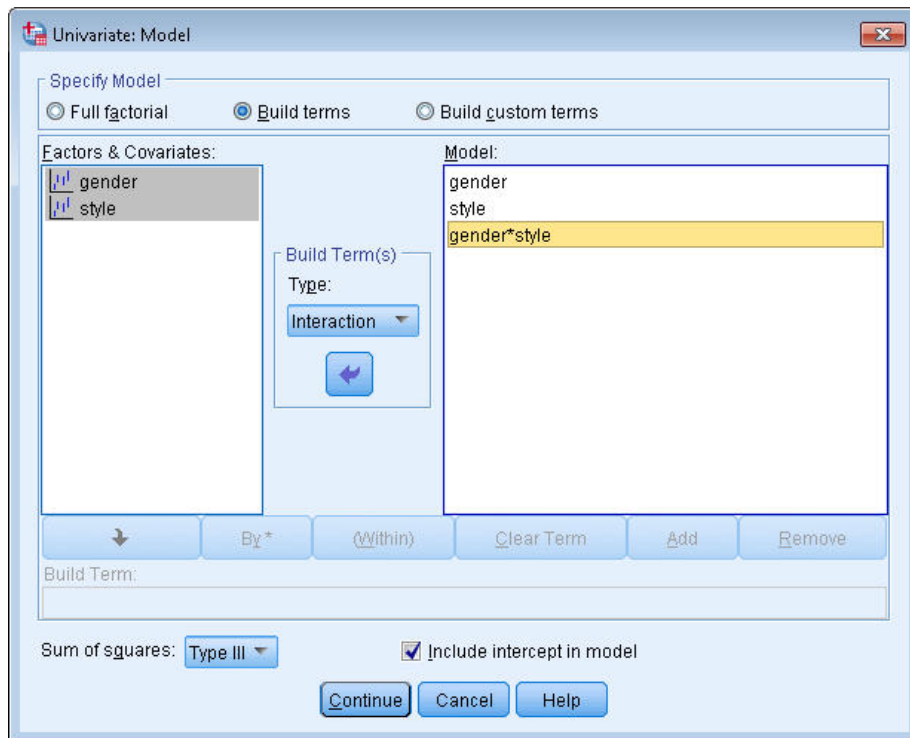 Univariate: Model
Specify Model
Full factorial
Build terms
Build custom terms
Factors & Covariates:
gender
style
Build Term(s)
Type:
Interaction
Model:
gender
style
gender*style
By *
(Within)
Clear Term
Add
Remove
Build Term:
Sum of squares:
Type III
Include intercept in model
Continue
Cancel
Help